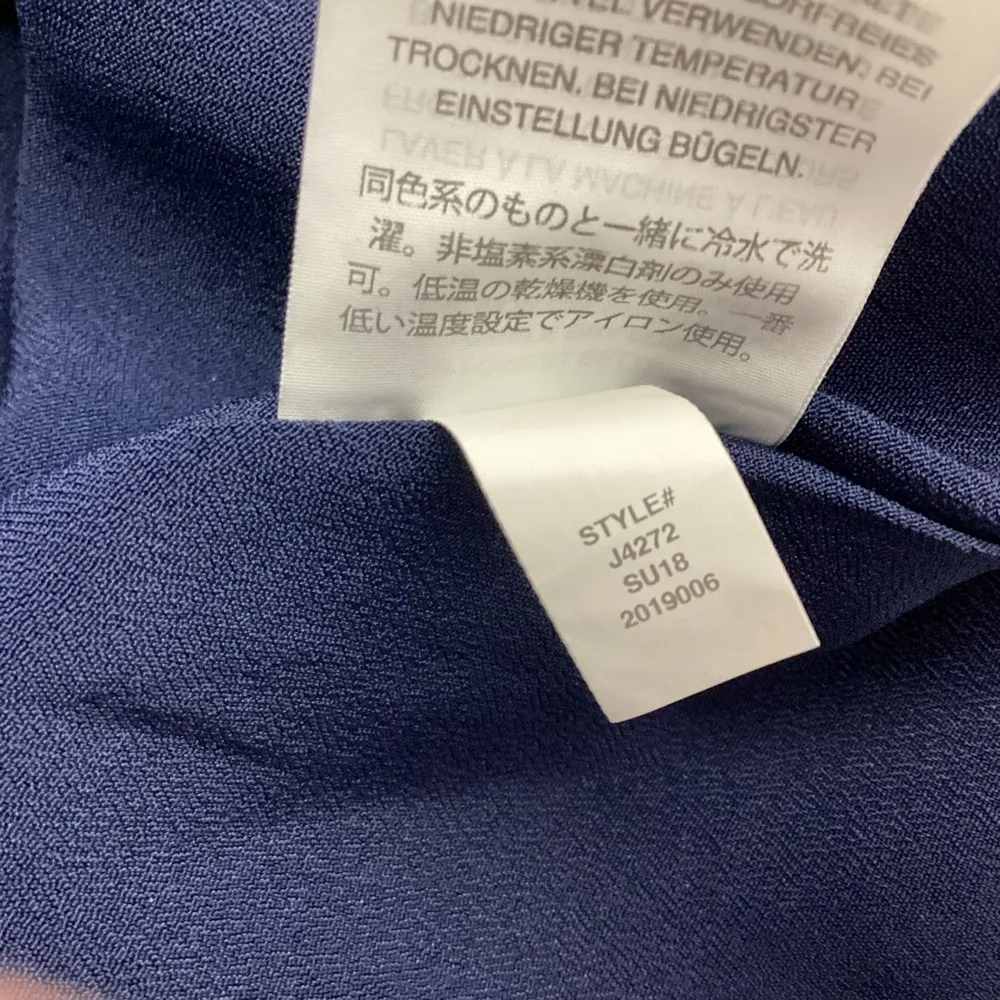 VERWENDEN. BEI
NIEDRIGER TEMPERATUR
TROCKNEN. BEI NIEDRIGSTER
EINSTELLUNG BÜGELN.
同色系のものと一緒に冷水で洗
濯。非塩素系漂白剤のみ使用
可。低温の乾燥機を使用。一番
低い温度設定でアイロン使用。
STYLE#
J4272
SU18
2019006